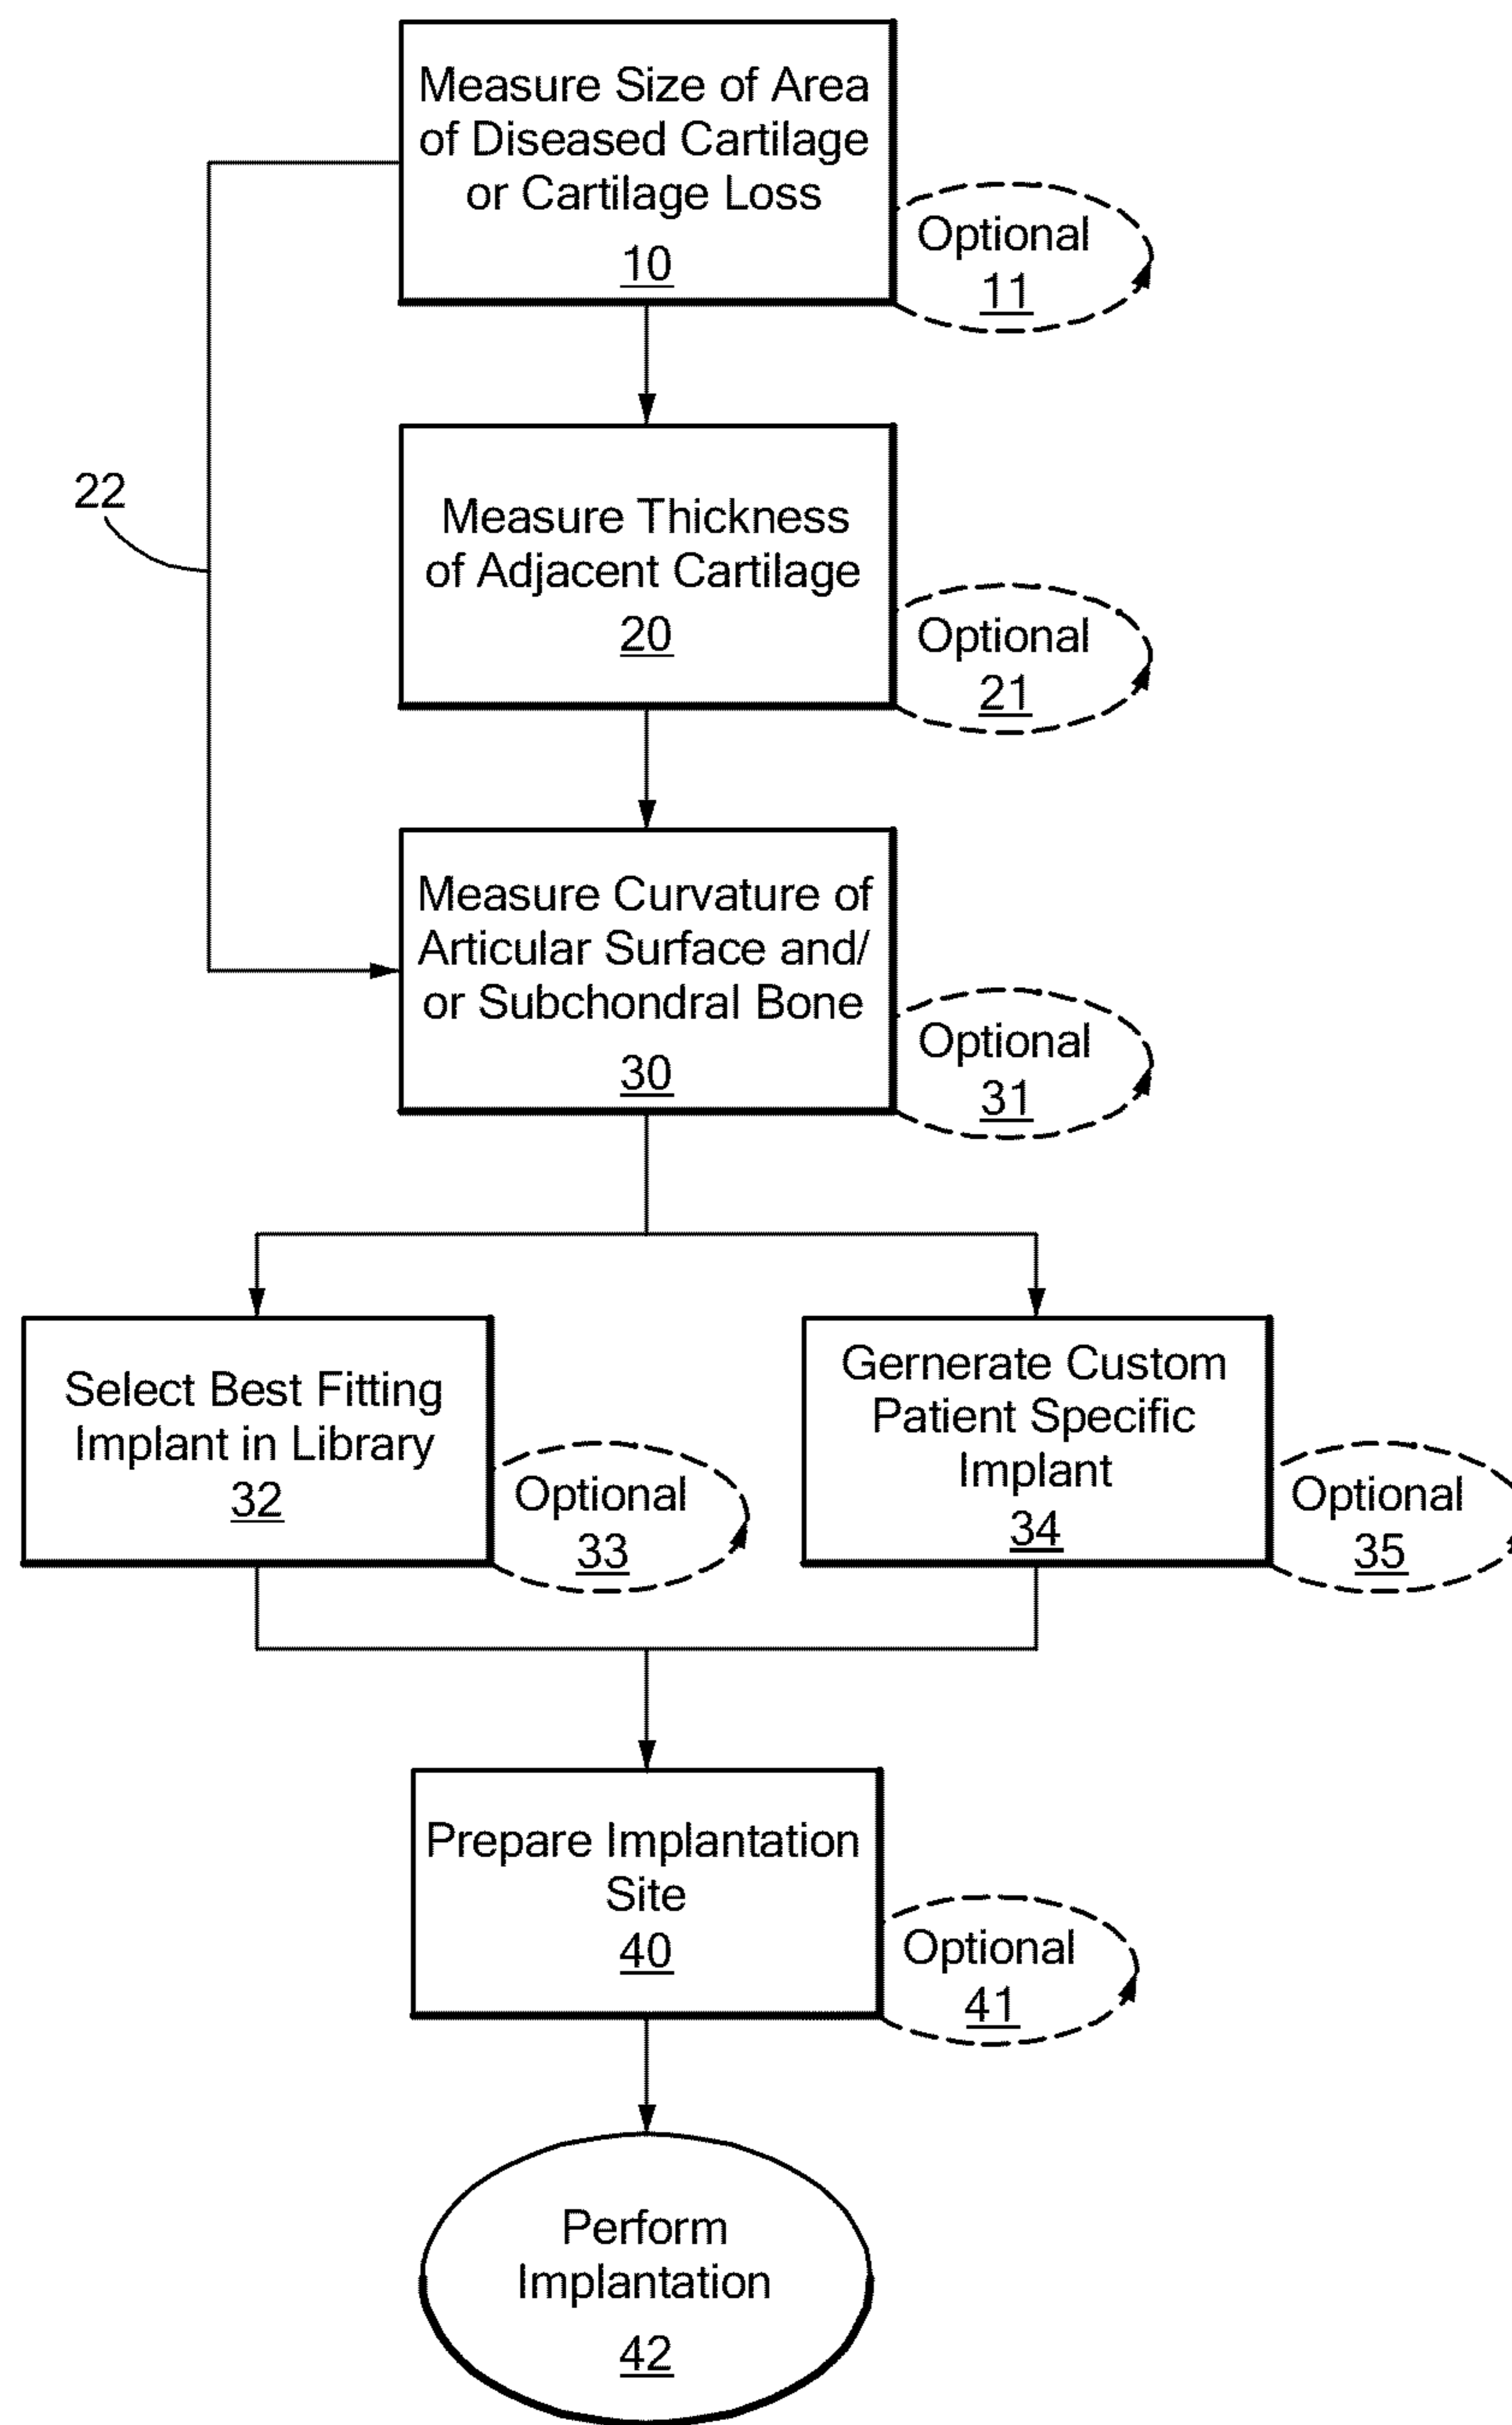 Measure Size of Area
of Diseased Cartilage
or Cartilage Loss
10
Optional
11
22
Measure Thickness
of Adjacent Cartilage
20
Optional
21
Measure Curvature of
Articular Surface and/
or Subchondral Bone
30
Optional
31
Select Best Fitting
Implant in Library
32
Optional
33
Gernerate Custom
Patient Specific
Implant
34
Optional
35
Prepare Implantation
Site
40
Optional
41
Perform
Implantation
42